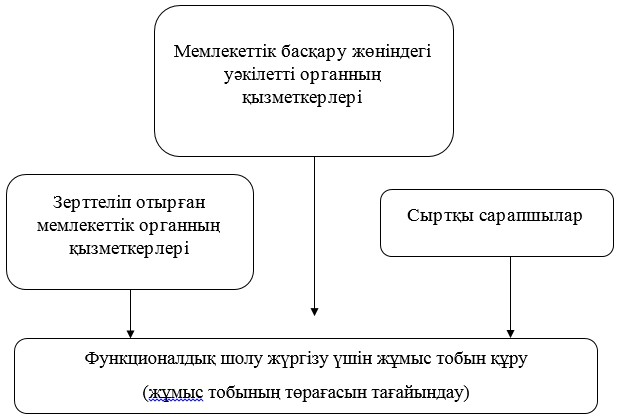 Мемлекеттік басқару жөніндегі
уәкілетті органның
қызметкерлері
Зерттеліп отырған
мемлекеттік органның
қызметкерлері
Сыртқы сарапшылар
Функционалдық шолу жүргізу үшін жұмыс тобын құру
(жұмыс тобының төрағасын тағайындау)